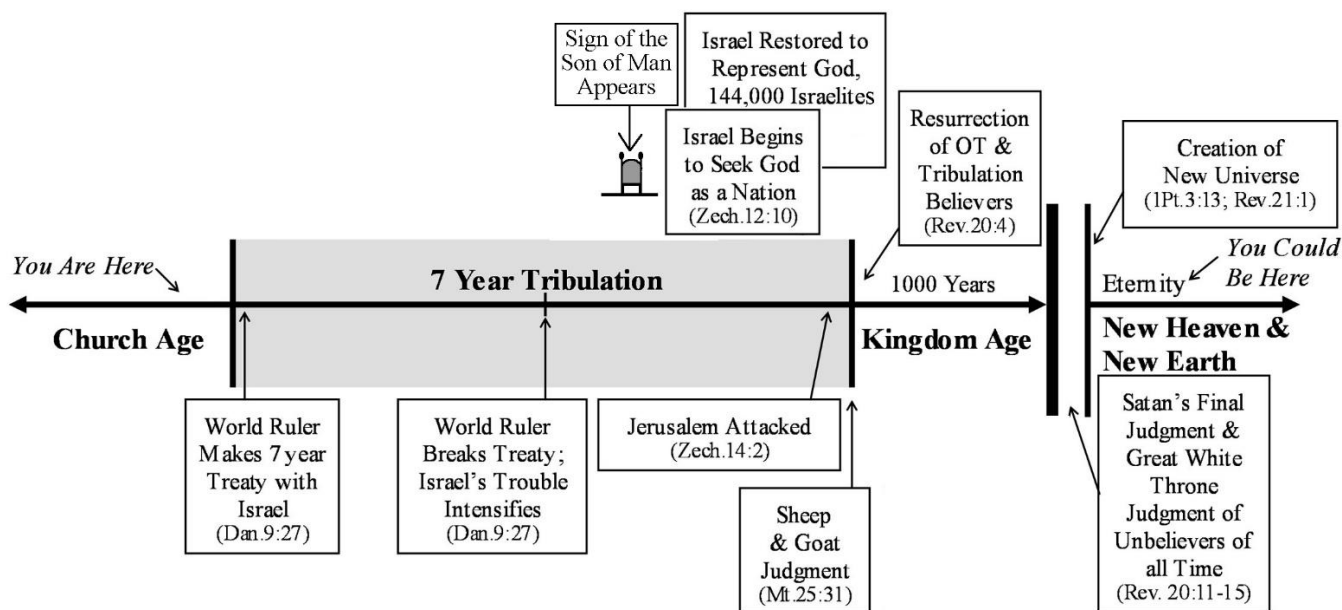 Sign of the
Son of Man
Appears
Israel Restored to
Represent God,
144,000 Israelites
Israel Begins
to Seek God
as a Nation
(Zech.12:10)
Resurrection
of OT &
Tribulation
Believers
(Rev.20:4)
Creation of
New Universe
(1Pt.3:13; Rev.21:1)
You Are Here
7 Year Tribulation
1000 Years
Eternity
You Could
Be Here
Church Age
Kingdom Age
New Heaven &
New Earth
World Ruler
Makes 7 year
Treaty with
Israel
(Dan.9:27)
World Ruler
Breaks Treaty;
Israel's Trouble
Intensifies
(Dan.9:27)
Jerusalem Attacked
(Zech.14:2)
Sheep
& Goat
Judgment
(Mt.25:31)
Satan's Final
Judgment &
Great White
Throne
Judgment of
Unbelievers of
all Time
(Rev. 20:11-15)